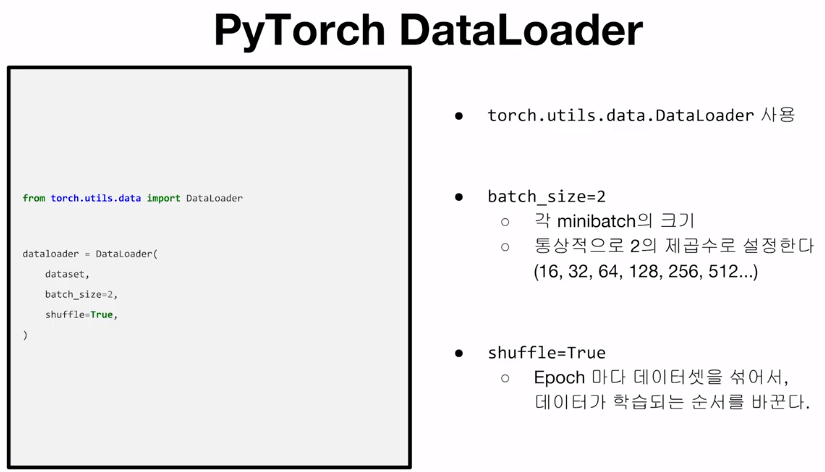 PyTorch DataLoader
from torch.utils.data import DataLoader
dataloader = DataLoader(
dataset,
batch_size=2,
shuffle=True,
)
● torch.utils.data.DataLoader 사용
● batch_size=2
○ 각 minibatch의 크기
○ 통상적으로 2의 제곱수로 설정한다
(16, 32, 64, 128, 256, 512...)
● shuffle=True
○ Epoch 마다 데이터셋을 섞어서,
데이터가 학습되는 순서를 바꾼다.